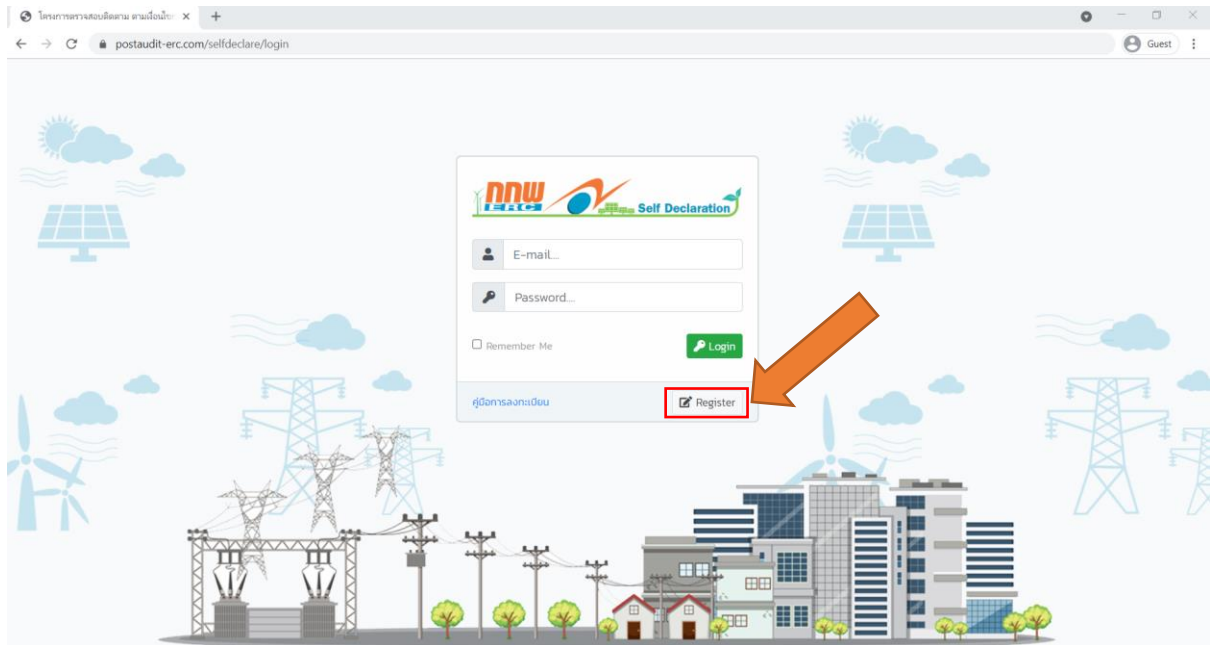 โครงการตรวจสอบติดตาม ตามเงื่อนไข
postaudit-erc.com/selfdeclare/login
Guest
กกพ
ERC
Self Declaration
E-mail...
Password....
Remember Me
Login
คู่มือการลงทะเบียน
Register